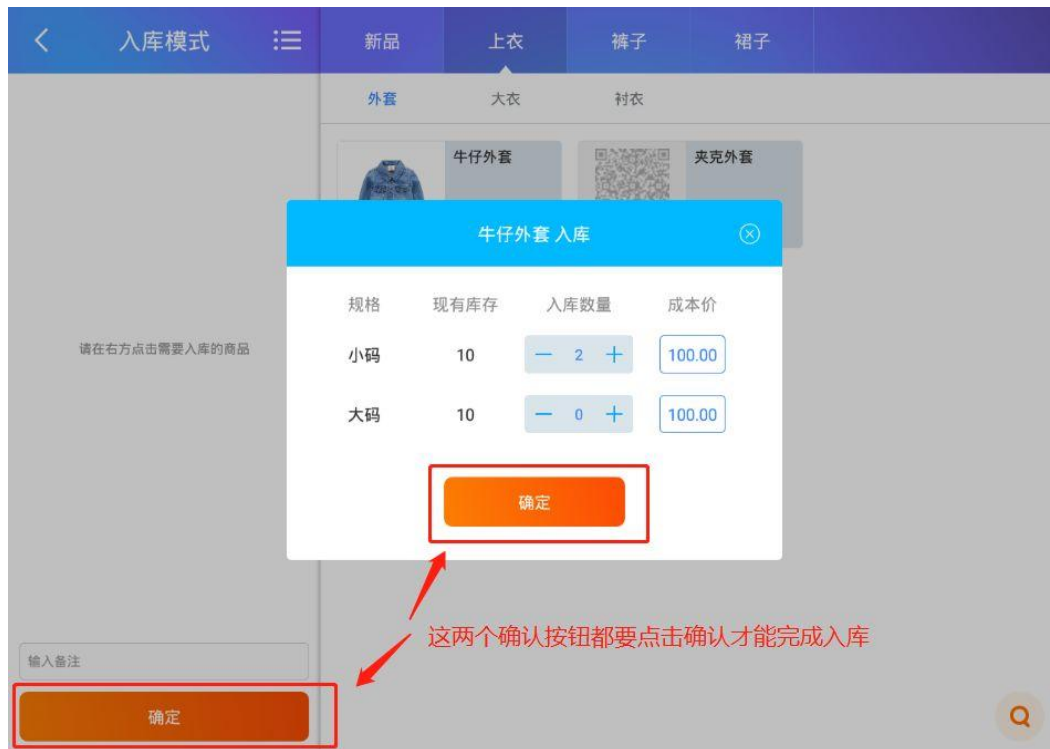 入库模式
新品 上衣 裤子 裙子
外套 大衣 衬衣
牛仔外套 夹克外套
牛仔外套 入库
规格 现有库存 入库数量 成本价
小码 10 2 100.00
大码 10 0 100.00
确定
请在右方点击需要入库的商品
这两个确认按钮都要点击确认才能完成入库
输入备注
确定